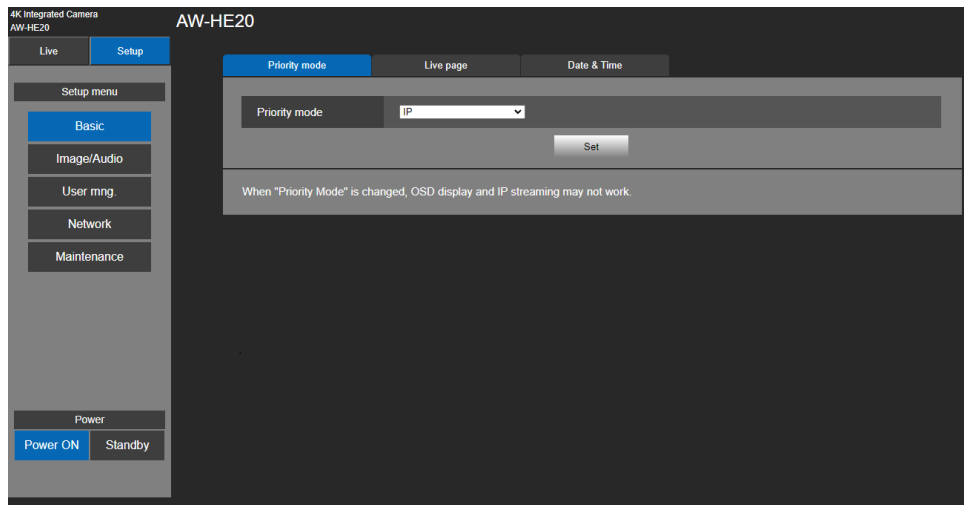 4K Integrated Camera
AW-HE20
AW-HE20
Live
Setup
Setup menu
Basic
Image/Audio
User mng.
Network
Maintenance
Power
Power ON
Standby
Priority mode
Live page
Date & Time
Priority mode
IP
Set
When "Priority Mode" is changed, OSD display and IP streaming may not work.